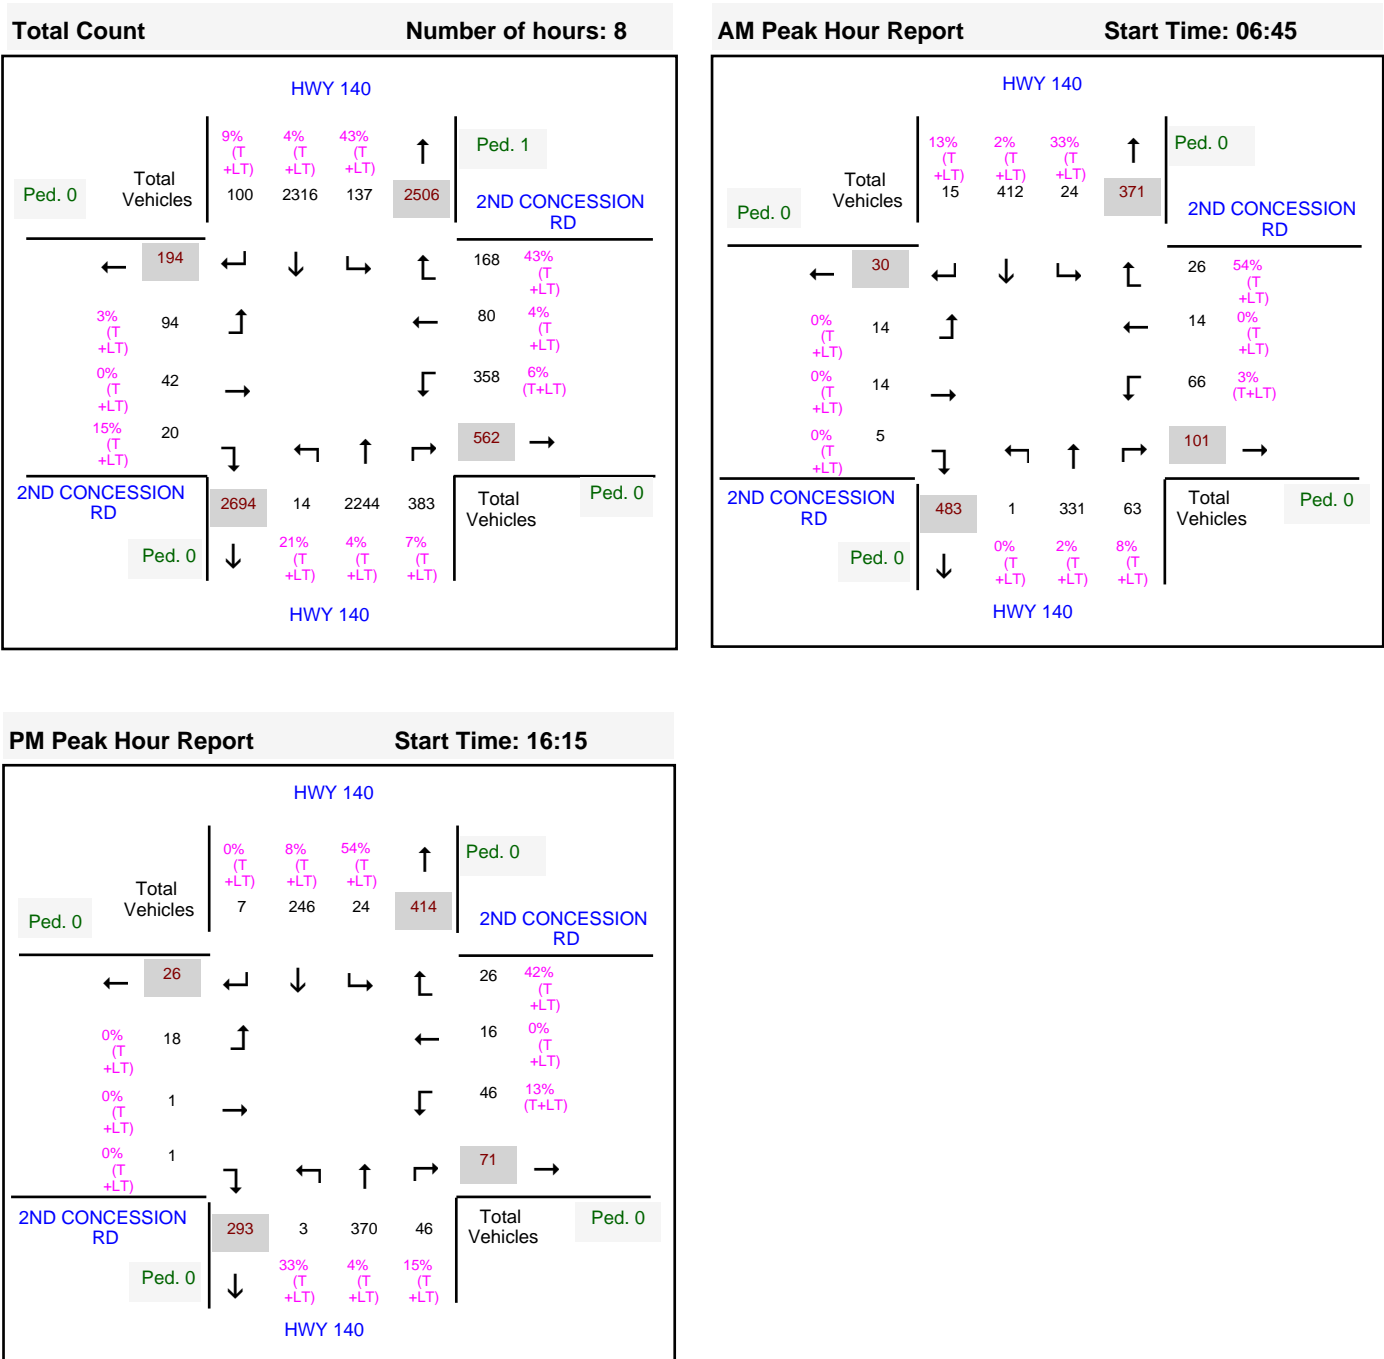 Total Count Number of hours: 8
HWY 140
9% 4% 43%
(T (T (T
+LT) +LT) +LT)
Ped. 1
Total
Vehicles
Ped. 0
100 2316 137 2506
2ND CONCESSION
RD
194
168 43%
(T
+LT)
3%
(T
+LT)
94
80 4%
(T
+LT)
0%
(T
+LT)
42
358 6%
(T+LT)
15%
(T
+LT)
20
562
2ND CONCESSION
RD
2694 14 2244 383
Total
Vehicles
Ped. 0
Ped. 0
21% 4% 7%
(T (T (T
+LT) +LT) +LT)
HWY 140
AM Peak Hour Report Start Time: 06:45
HWY 140
13% 2% 33%
(T (T (T
+LT) +LT) +LT)
Ped. 0
Total
Vehicles
Ped. 0
15 412 24 371
2ND CONCESSION
RD
30
26 54%
(T
+LT)
0%
(T
+LT)
14
14 0%
(T
+LT)
0%
(T
+LT)
14
66 3%
(T+LT)
0%
(T
+LT)
5
101
2ND CONCESSION
RD
483 1 331 63
Total
Vehicles
Ped. 0
Ped. 0
0% 2% 8%
(T (T (T
+LT) +LT) +LT)
HWY 140
PM Peak Hour Report Start Time: 16:15
HWY 140
0% 8% 54%
(T (T (T
+LT) +LT) +LT)
Ped. 0
Total
Vehicles
Ped. 0
7 246 24 414
2ND CONCESSION
RD
26
26 42%
(T
+LT)
0%
(T
+LT)
18
16 0%
(T
+LT)
0%
(T
+LT)
1
46 13%
(T+LT)
0%
(T
+LT)
1
71
2ND CONCESSION
RD
293 3 370 46
Total
Vehicles
Ped. 0
Ped. 0
33% 4% 15%
(T (T (T
+LT) +LT) +LT)
HWY 140